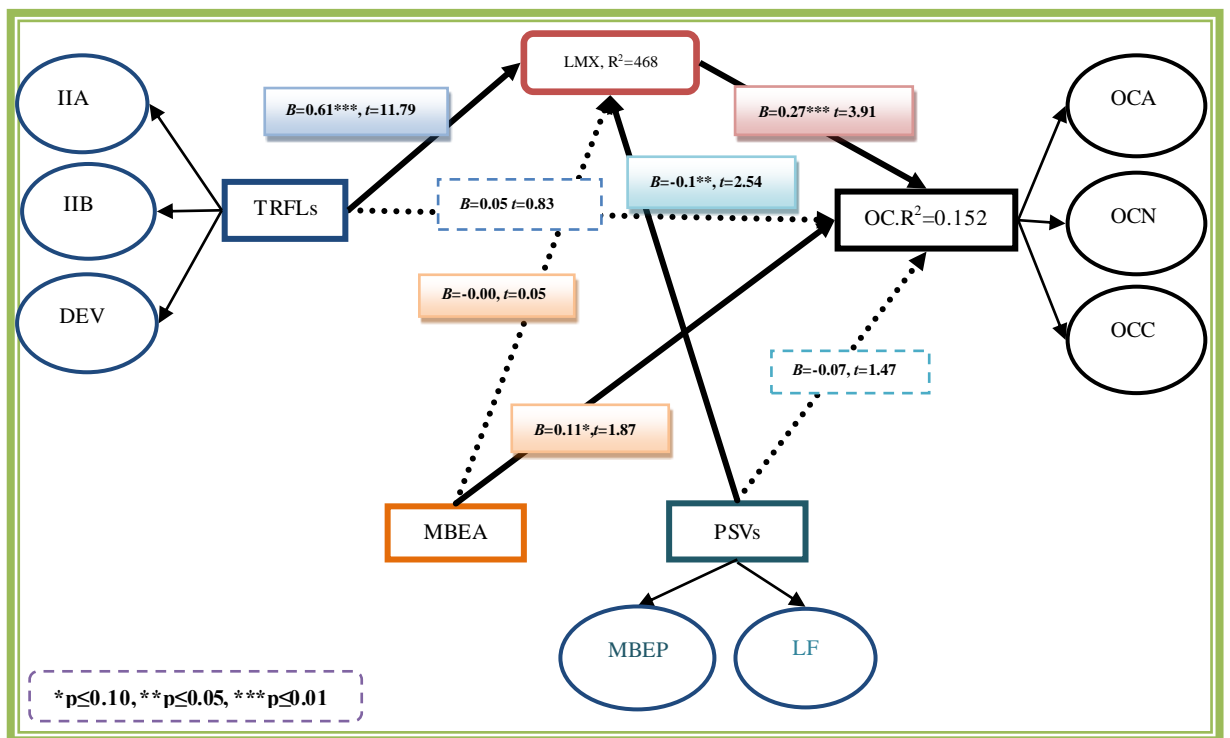 LMX, R²=468
IIA
OCA
B=0.61***, t=11.79
B=0.27*** t=3.91
B=-0.1**, t=2.54
IIB
TRFLs
B=0.05 t=0.83
OC.R²=0.152
OCN
B=-0.00, t=0.05
DEV
OCC
B=-0.07, t=1.47
B=0.11*,t=1.87
MBEA
PSVs
MBEP
LF
*p≤0.10, **p≤0.05, ***p≤0.01